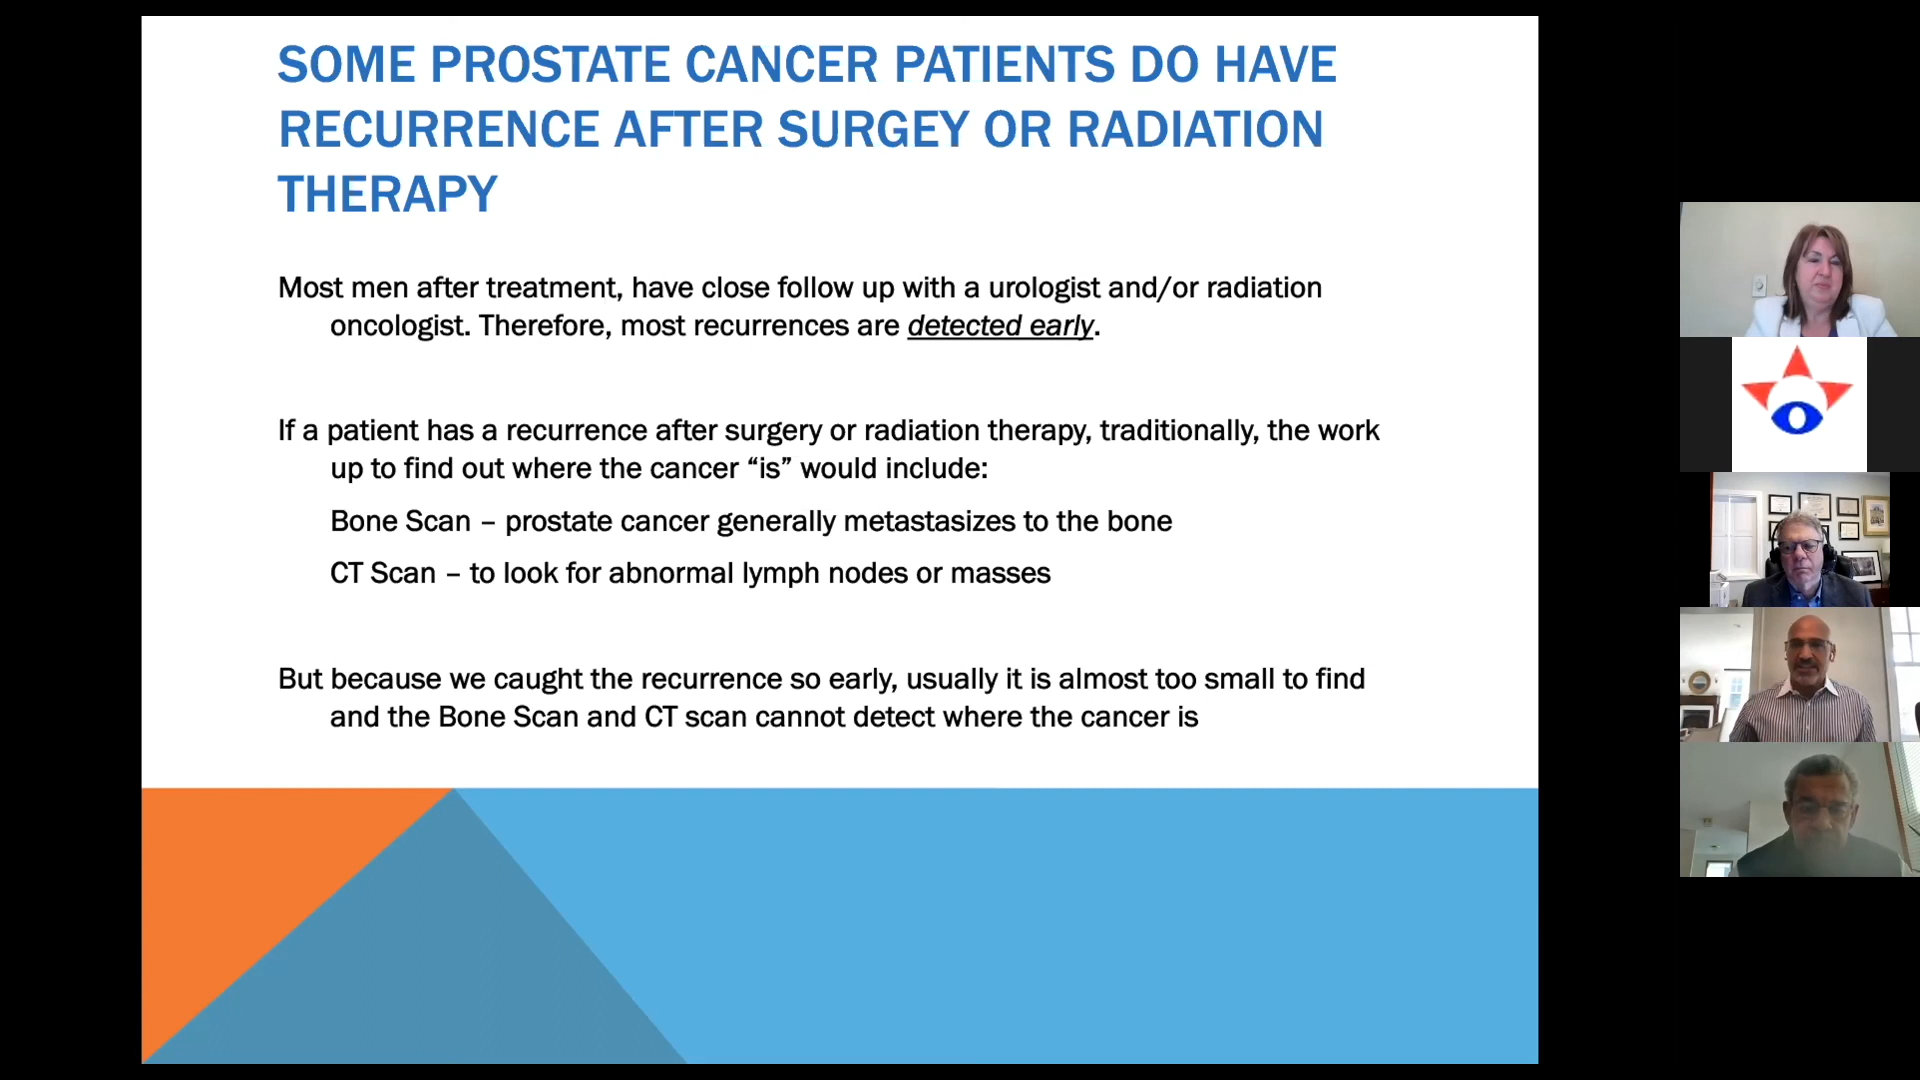 SOME PROSTATE CANCER PATIENTS DO HAVE
RECURRENCE AFTER SURGEY OR RADIATION
THERAPY
Most men after treatment, have close follow up with a urologist and/or radiation
oncologist. Therefore, most recurrences are detected early.
If a patient has a recurrence after surgery or radiation therapy, traditionally, the work
up to find out where the cancer “is” would include:
Bone Scan – prostate cancer generally metastasizes to the bone
CT Scan – to look for abnormal lymph nodes or masses
But because we caught the recurrence so early, usually it is almost too small to find
and the Bone Scan and CT scan cannot detect where the cancer is